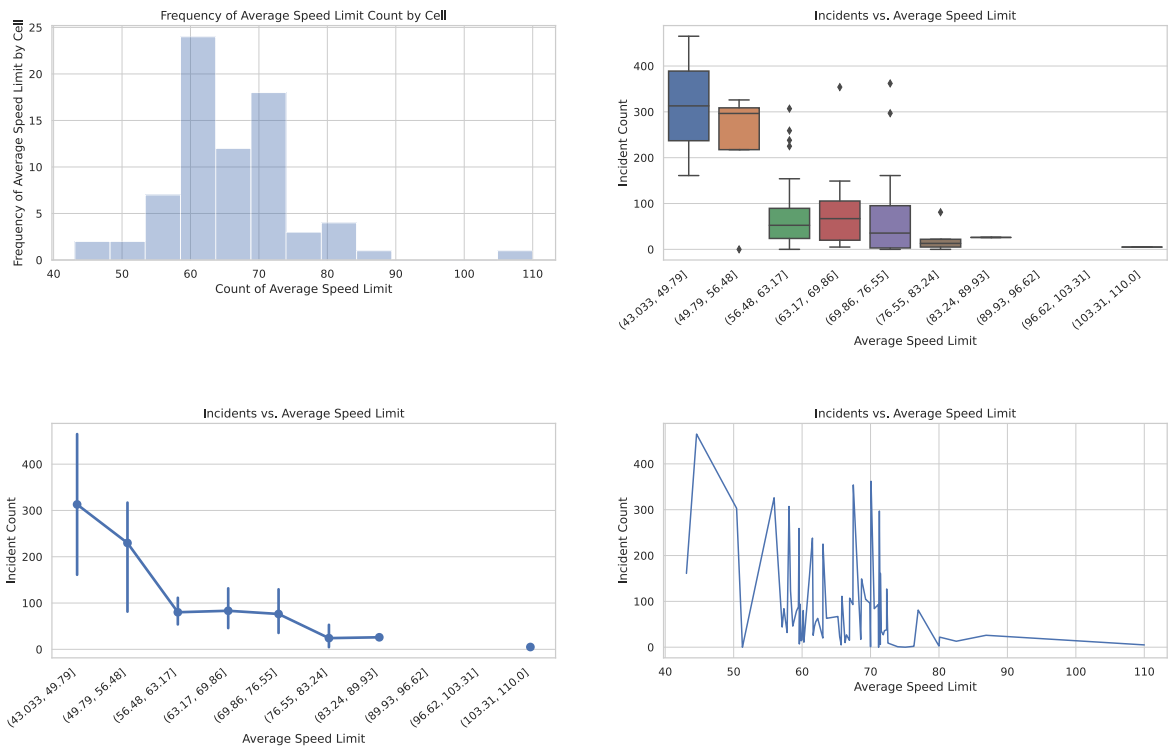 Frequency of Average Speed Limit Count by Cell
Frequency of Average Speed Limit by Cell
25
20
15
10
5
0
40 50 60 70 80 90 100 110
Count of Average Speed Limit
Incidents vs. Average Speed Limit
Incident Count
400
300
200
100
0
(43.033, 49.79]
(49.79, 56.48]
(56.48, 63.17]
(63.17, 69.86]
(69.86, 76.55]
(76.55, 83.24]
(83.24, 89.93]
(89.93, 96.62]
(96.62, 103.31]
(103.31, 110.0]
Average Speed Limit
Incidents vs. Average Speed Limit
Incident Count
400
300
200
100
0
(43.033, 49.79]
(49.79, 56.48]
(56.48, 63.17]
(63.17, 69.86]
(69.86, 76.55]
(76.55, 83.24]
(83.24, 89.93]
(89.93, 96.62]
(96.62, 103.31]
(103.31, 110.0]
Average Speed Limit
Incidents vs. Average Speed Limit
Incident Count
400
300
200
100
0
40 50 60 70 80 90 100 110
Average Speed Limit